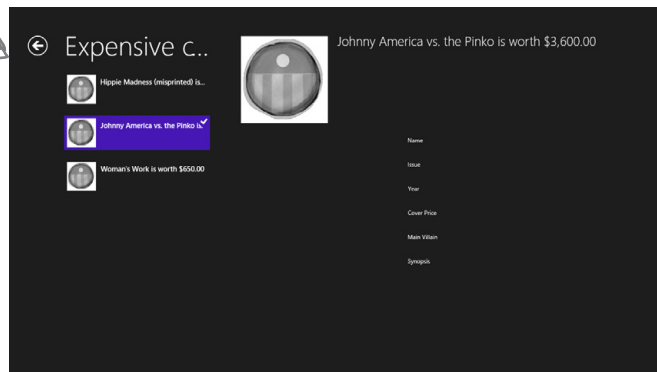 Expensive c..
Johnny America vs. the Pinko is worth $3,600.00
Hippie Madness (misprinted) is...
Johnny America vs. the Pinko is
Woman's Work is worth $650.00
Name
Issue
Year
Cover Price
Main Villain
Synopsis